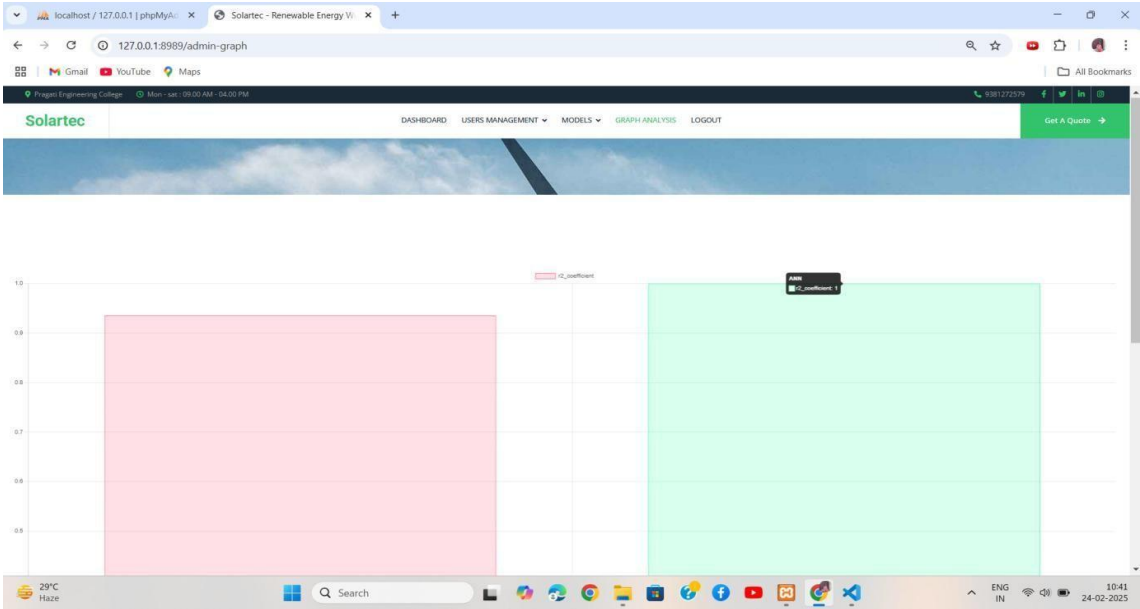 localhost / 127.0.0.1 | phpMyAd
Solartec - Renewable Energy W
127.0.0.1:8989/admin-graph
Gmail YouTube Maps All Bookmarks
Pragati Engineering College Mon - sat : 09.00 AM - 04.00 PM 9381272579
Solartec DASHBOARD USERS MANAGEMENT MODELS GRAPH ANALYSIS LOGOUT Get A Quote
r2_coefficient
ANN
r2_coefficient: 1
1.0
0.9
0.8
0.7
0.6
0.5
29°C
Haze
Search
ENG
IN
10:41
24-02-2025